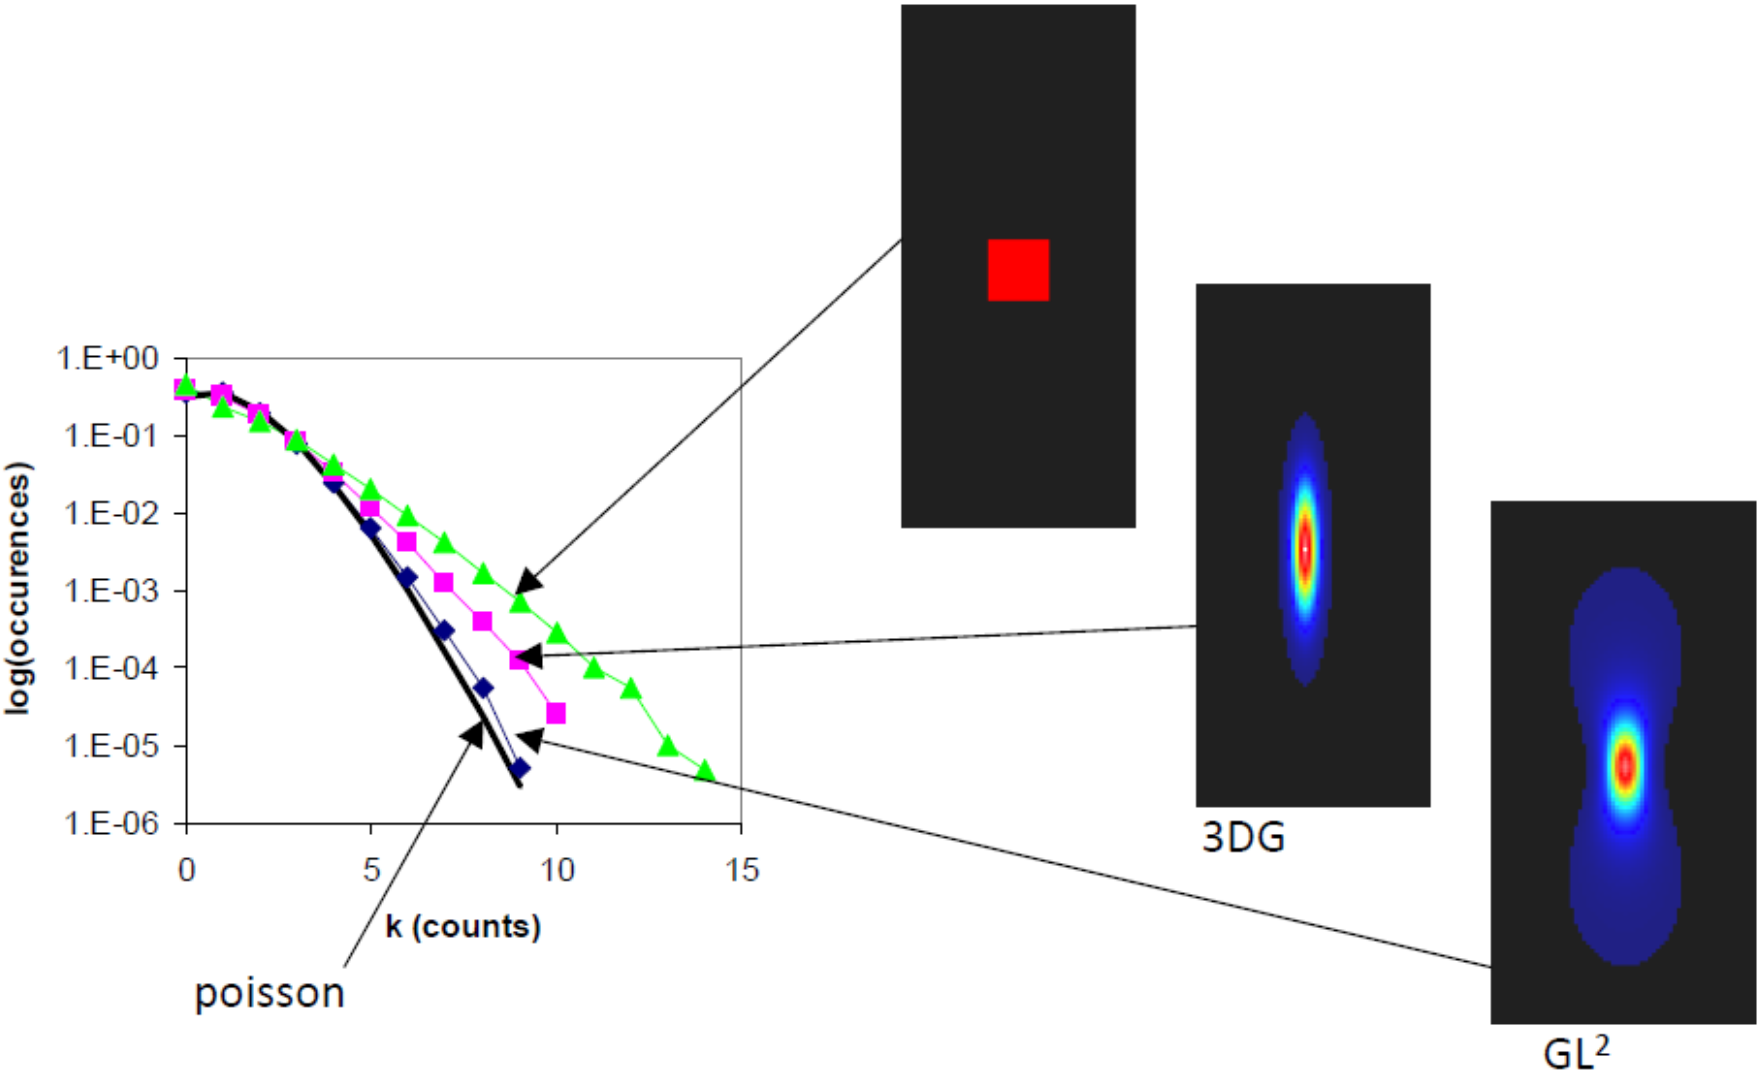 1.E+00
1.E-01
1.E-02
1.E-03
1.E-04
1.E-05
1.E-06
log(occurences)
0 5 10 15
k (counts)
poisson
3DG
GL²